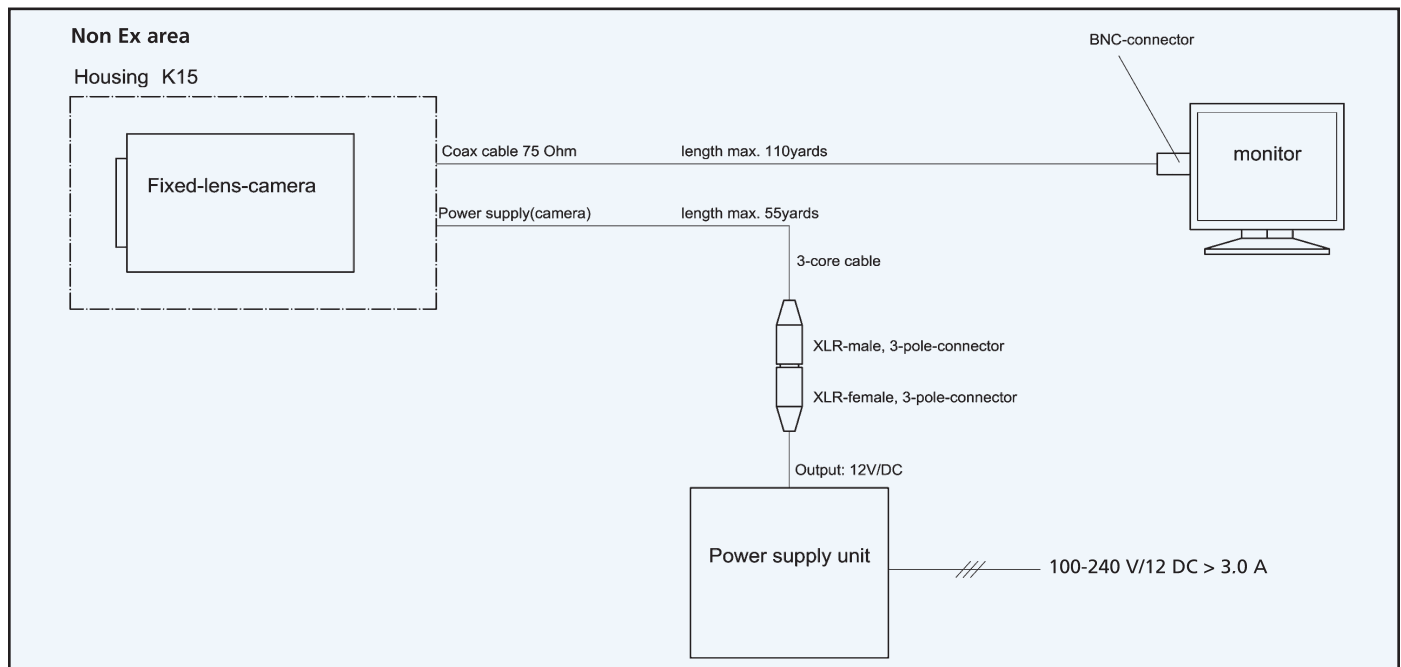 Non Ex area
BNC-connector
Housing K15
Coax cable 75 Ohm
length max. 110yards
monitor
Fixed-lens-camera
Power supply(camera)
length max. 55yards
3-core cable
XLR-male, 3-pole-connector
XLR-female, 3-pole-connector
Output: 12V/DC
Power supply unit
100-240 V/12 DC > 3.0 A